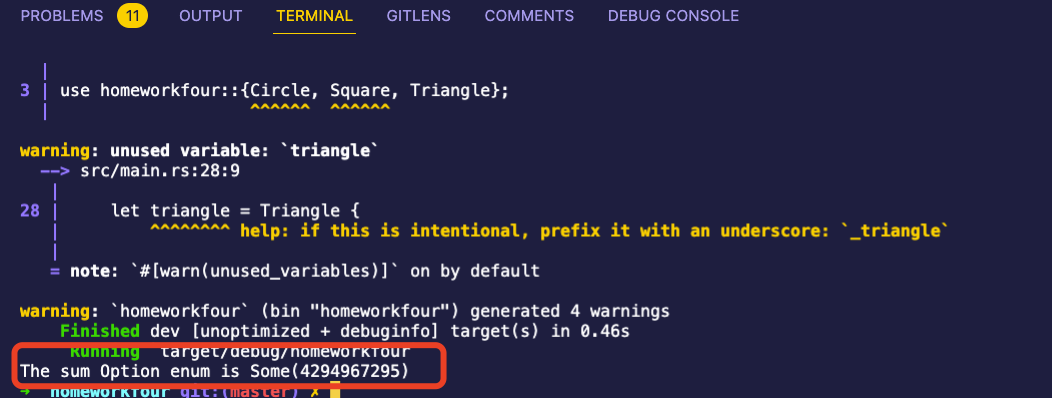 PROBLEMS 11 OUTPUT TERMINAL GITLENS COMMENTS DEBUG CONSOLE
|
3 | use homeworkfour::{Circle, Square, Triangle};
| ^^^^^^ ^^^^^^
warning: unused variable: `triangle`
--> src/main.rs:28:9
|
28 | let triangle = Triangle {
| ^^^^^^^^ help: if this is intentional, prefix it with an underscore: `_triangle`
|
= note: `#[warn(unused_variables)]` on by default
warning: `homeworkfour` (bin "homeworkfour") generated 4 warnings
Finished dev [unoptimized + debuginfo] target(s) in 0.46s
Running `target/debug/homeworkfour`
The sum Option enum is Some(4294967295)
➜ homeworkfour git:(master) ✗